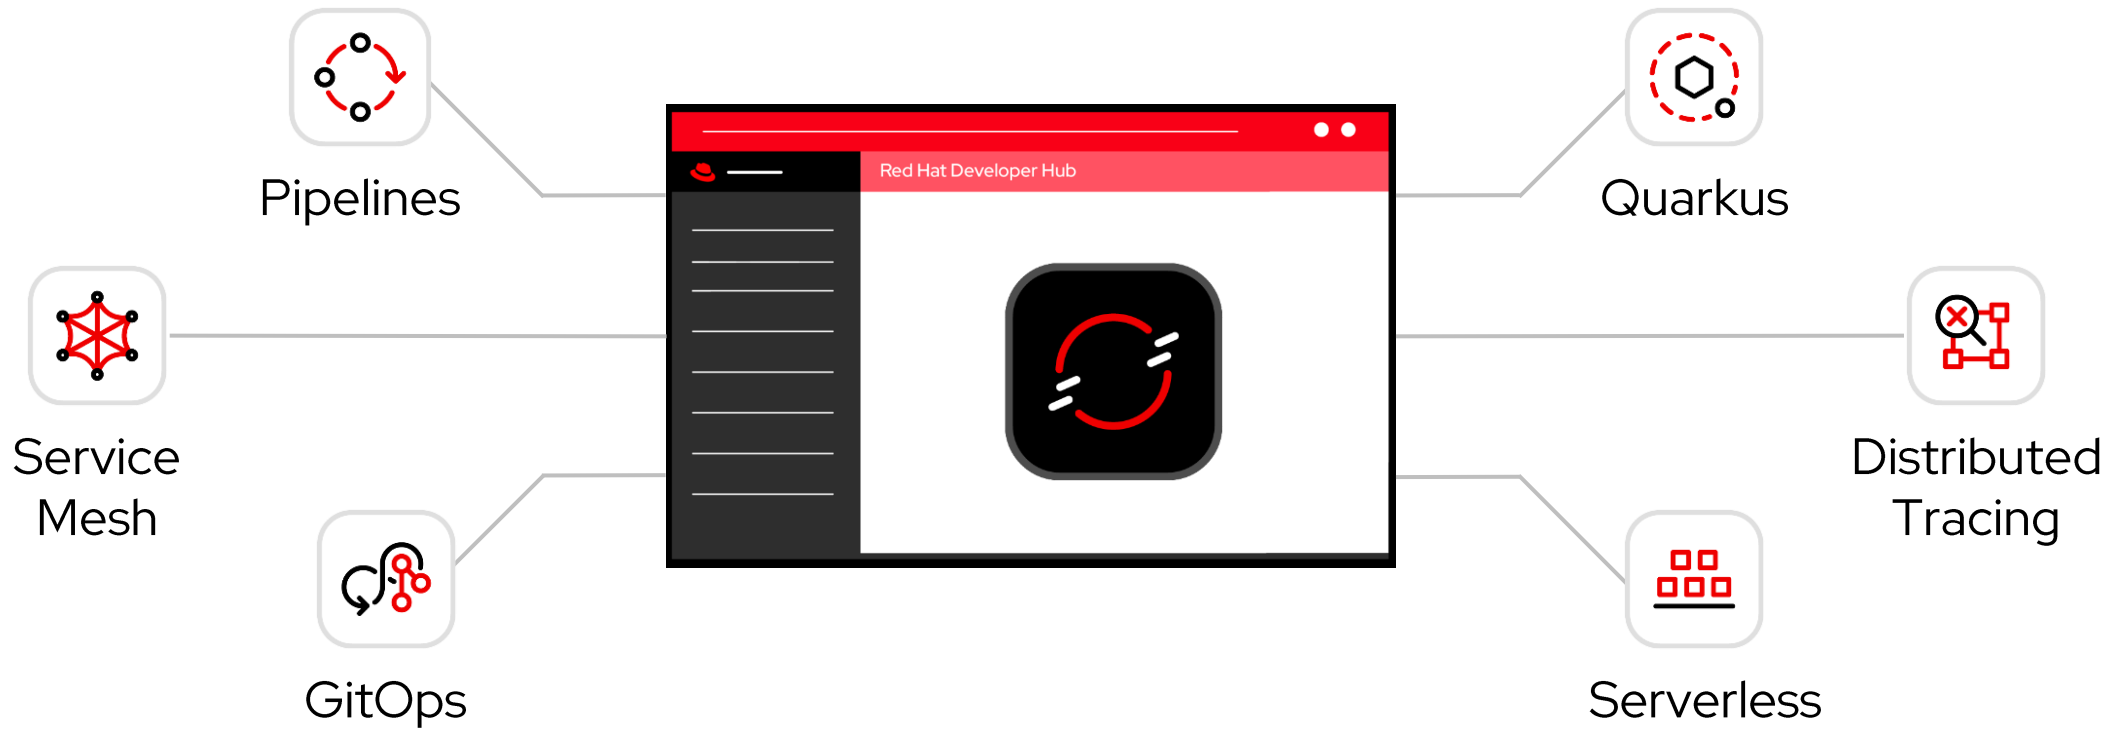 Pipelines
Quarkus
Red Hat Developer Hub
Service
Mesh
Distributed
Tracing
GitOps
Serverless